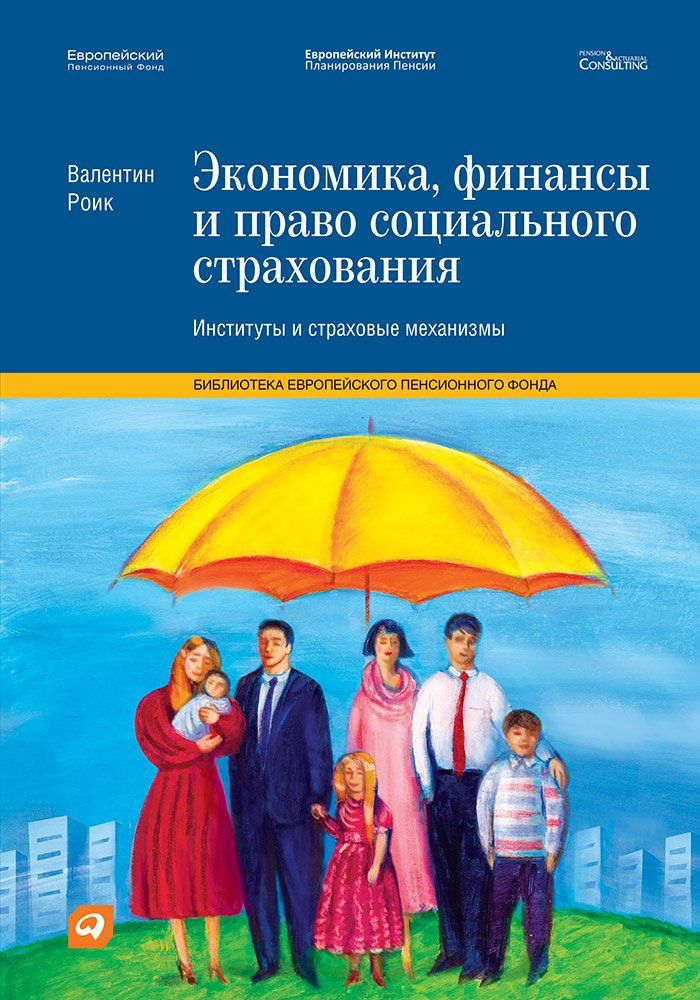 Европейский
Пенсионный Фонд
Европейский Институт
Планирования Пенсии
PENSION & ACTUARIAL
CONSULTING
Валентин
Роик
Экономика, финансы
и право социального
страхования
Институты и страховые механизмы
БИБЛИОТЕКА ЕВРОПЕЙСКОГО ПЕНСИОННОГО ФОНДА